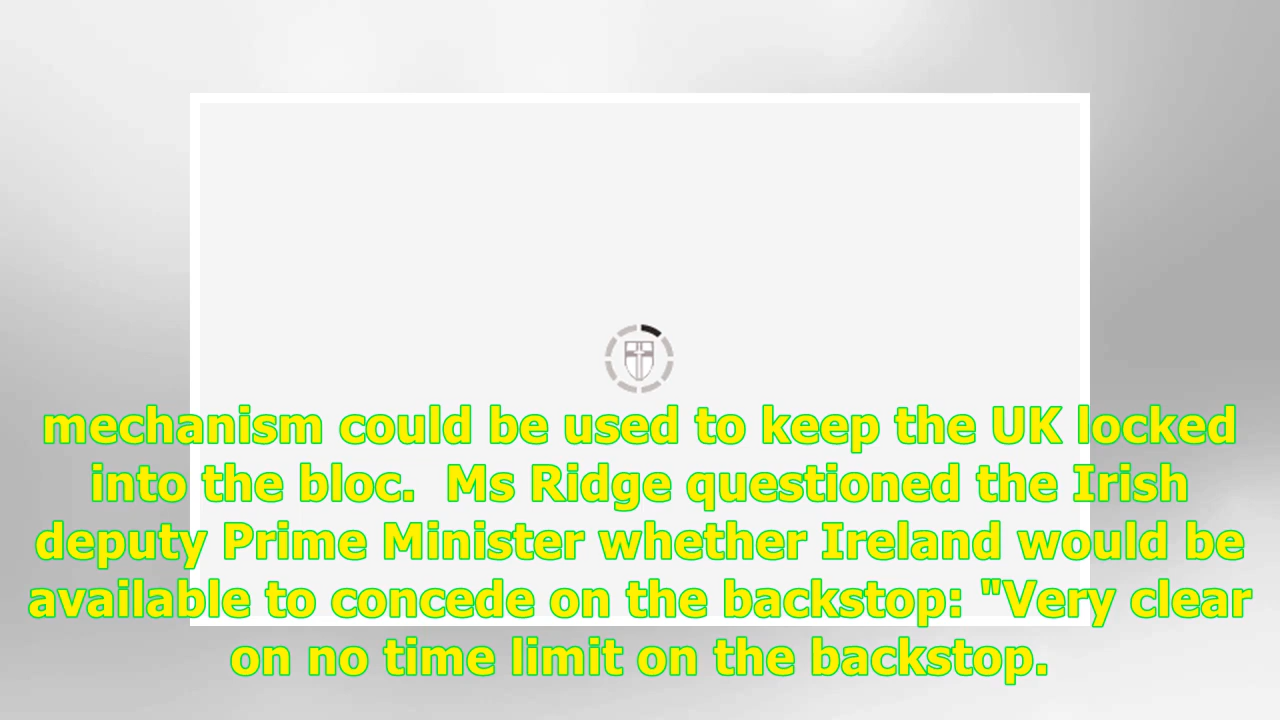 mechanism could be used to keep the UK locked
into the bloc.  Ms Ridge questioned the Irish
deputy Prime Minister whether Ireland would be
available to concede on the backstop: "Very clear
on no time limit on the backstop.